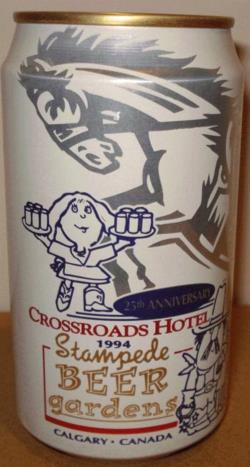 25th ANNIVERSARY
CROSSROADS HOTEL
1994
Stampede
BEER
gardens
CALGARY • CANADA